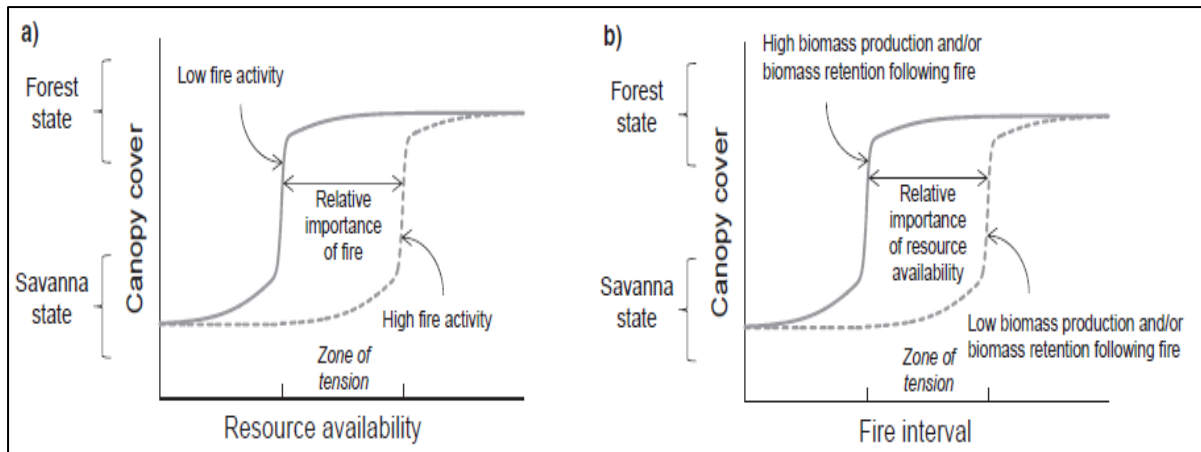 a)
Forest
state
Savanna
state
Canopy cover
Low fire activity
Relative
importance
of fire
High fire activity
Zone of
tension
Resource availability
b)
High biomass production and/or
biomass retention following fire
Forest
state
Savanna
state
Canopy cover
Relative
importance
of resource
availability
Low biomass production and/or
biomass retention following fire
Zone of
tension
Fire interval